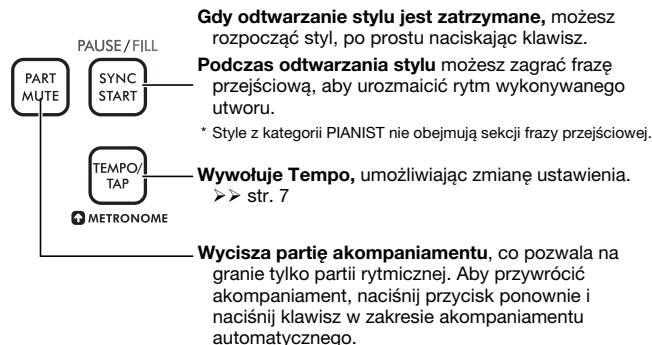 Gdy odtwarzanie stylu jest zatrzymane, możesz
rozpocząć styl, po prostu naciskając klawisz.
PAUSE/FILL
PART
MUTE
SYNC
START
Podczas odtwarzania stylu możesz zagrać frazę
przejściową, aby urozmaicić rytm wykonywanego
utworu.
* Style z kategorii PIANIST nie obejmują sekcji frazy przejściowej.
TEMPO/
TAP
METRONOME
Wywołuje Tempo, umożliwiając zmianę ustawienia.
➢➢ str. 7
Wycisza partię akompaniamentu, co pozwala na
granie tylko partii rytmicznej. Aby przywrócić
akompaniament, naciśnij przycisk ponownie i
naciśnij klawisz w zakresie akompaniamentu
automatycznego.